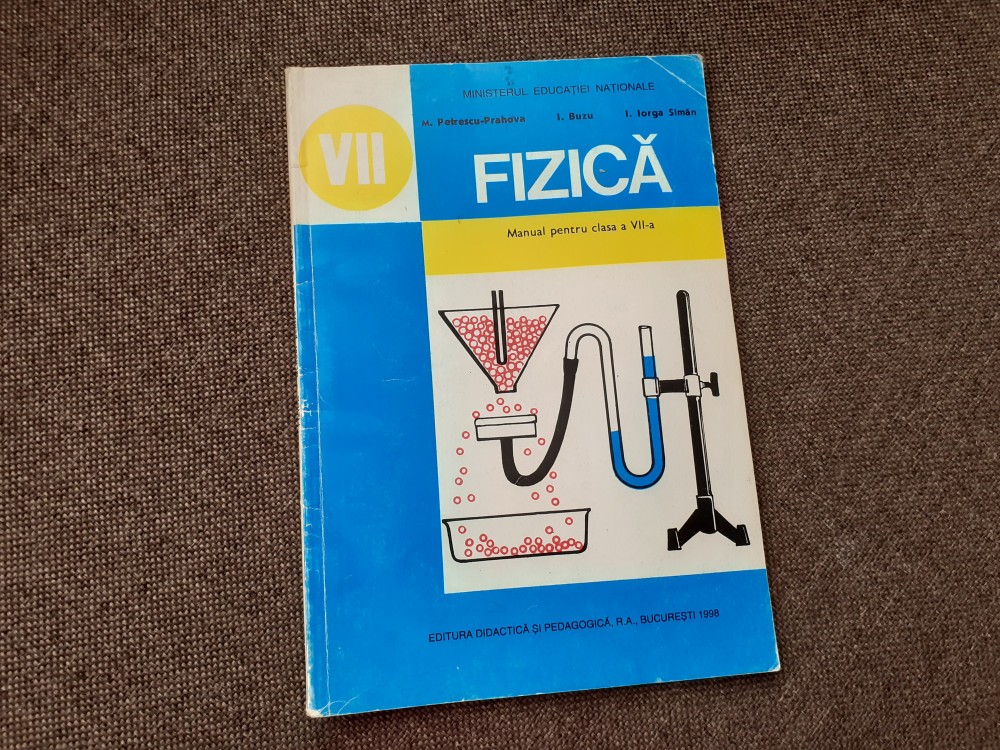 MINISTERUL EDUCAȚIEI NAȚIONALE
M. Petrescu-Prahova I. Buzu I. Iorga Simăn
VII
FIZICĂ
Manual pentru clasa a VII-a
EDITURA DIDACTICĂ ȘI PEDAGOGICĂ, R.A., BUCUREȘTI 1998